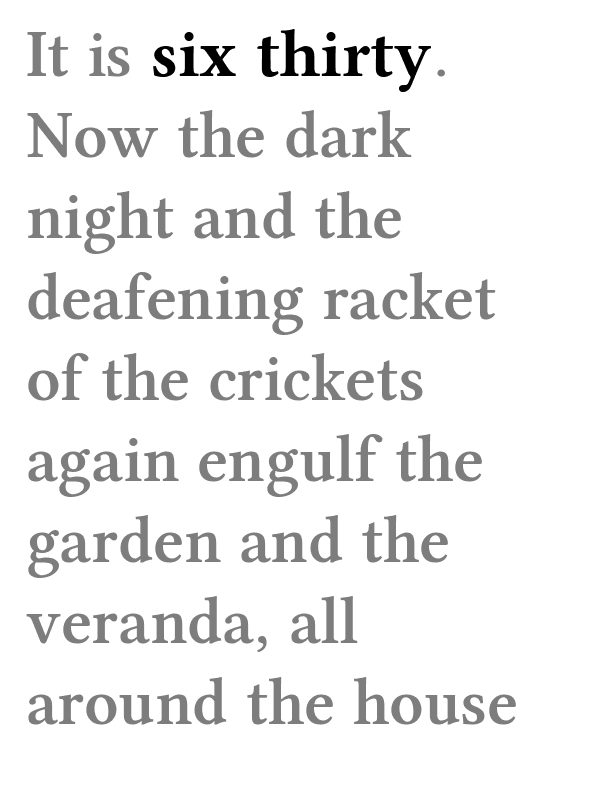 It is six thirty.
Now the dark
night and the
deafening racket
of the crickets
again engulf the
garden and the
veranda, all
around the house